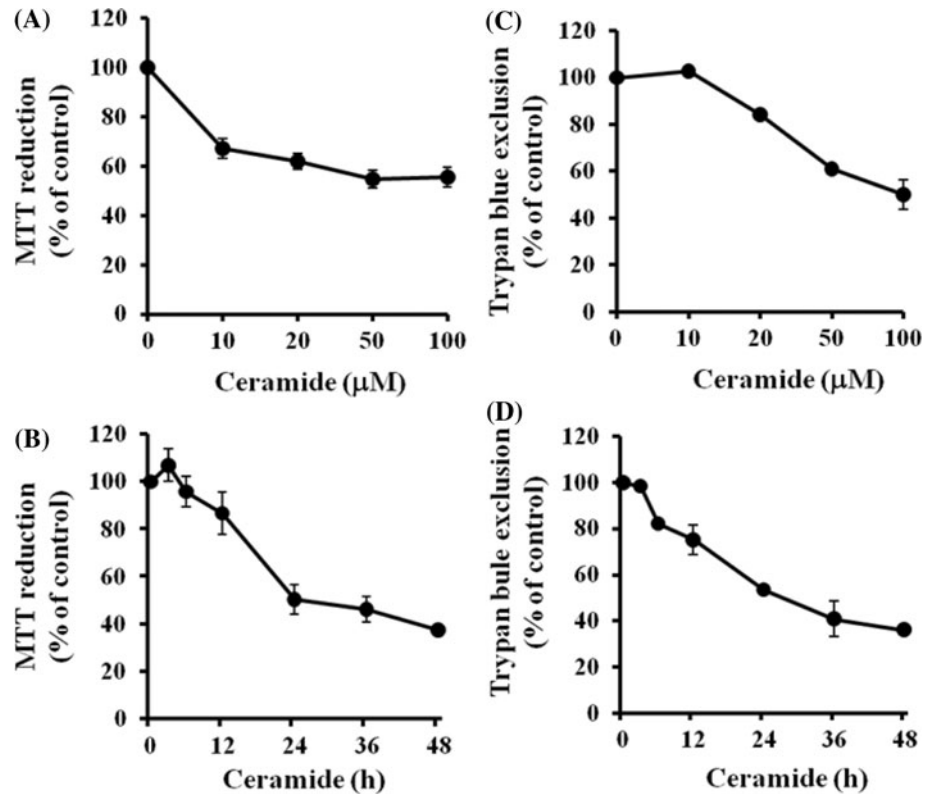 (A)
MTT reduction
(% of control)
120
100
80
60
40
20
0
0 10 20 50 100
Ceramide (μM)
(C)
Trypan blue exclusion
(% of control)
120
100
80
60
40
20
0
0 10 20 50 100
Ceramide (μM)
(B)
MTT reduction
(% of control)
120
100
80
60
40
20
0
0 12 24 36 48
Ceramide (h)
(D)
Trypan bule exclusion
(% of control)
120
100
80
60
40
20
0
0 12 24 36 48
Ceramide (h)